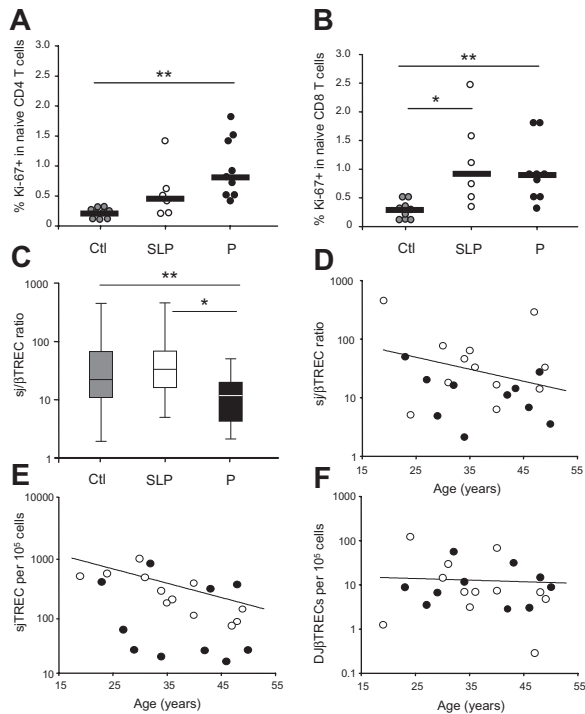 A
% Ki-67+ in naive CD4 T cells
3.0
2.5
2.0
1.5
1.0
0.5
0
**
Ctl
SLP
P
B
% Ki-67+ in naive CD8 T cells
3.0
2.5
2.0
1.5
1.0
0.5
0
**
*
Ctl
SLP
P
C
sj/βTREC ratio
1000
100
10
1
**
*
Ctl
SLP
P
D
sj/βTREC ratio
1000
100
10
1
15
25
35
45
55
Age (years)
E
sjTREC per 10⁵ cells
10000
1000
100
10
15
25
35
45
55
Age (years)
F
DJβTRECs per 10⁵ cells
1000
100
10
1
0.1
15
25
35
45
55
Age (years)